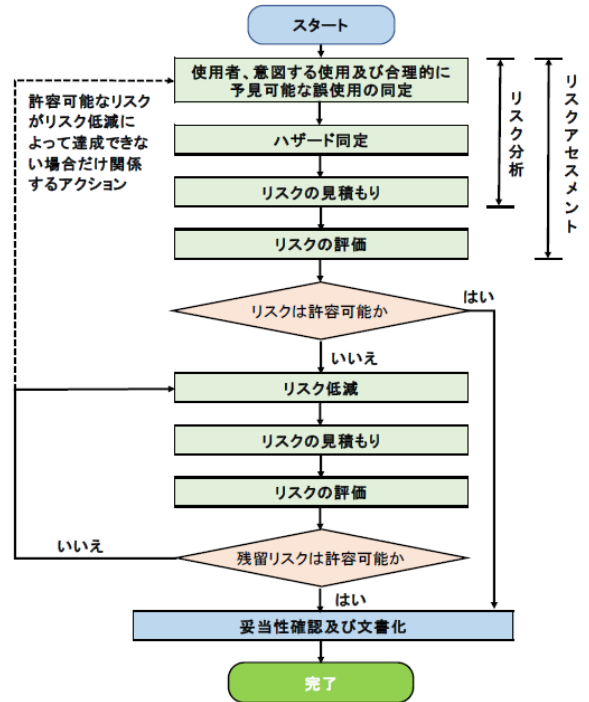 スタート
使用者、意図する使用及び合理的に
予見可能な誤使用の同定
許容可能なリスク
がリスク低減に
よって達成できな
い場合だけ関係
するアクション
ハザード同定
リスクの見積もり
リスクの評価
リスク分析
リスクアセスメント
リスクは許容可能か
はい
いいえ
リスク低減
リスクの見積もり
リスクの評価
残留リスクは許容可能か
いいえ
はい
妥当性確認及び文書化
完了